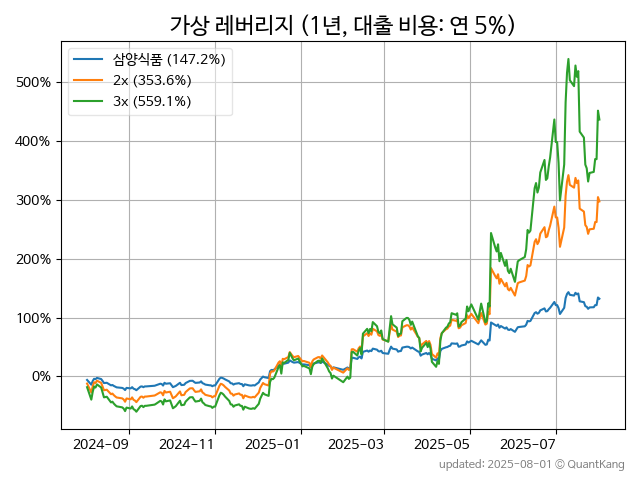 가상 레버리지 (1년, 대출 비용: 연 5%)
삼양식품 (147.2%)
2x (353.6%)
3x (559.1%)
500%
400%
300%
200%
100%
0%
2024-09 2024-11 2025-01 2025-03 2025-05 2025-07
updated: 2025-08-01 © QuantKang